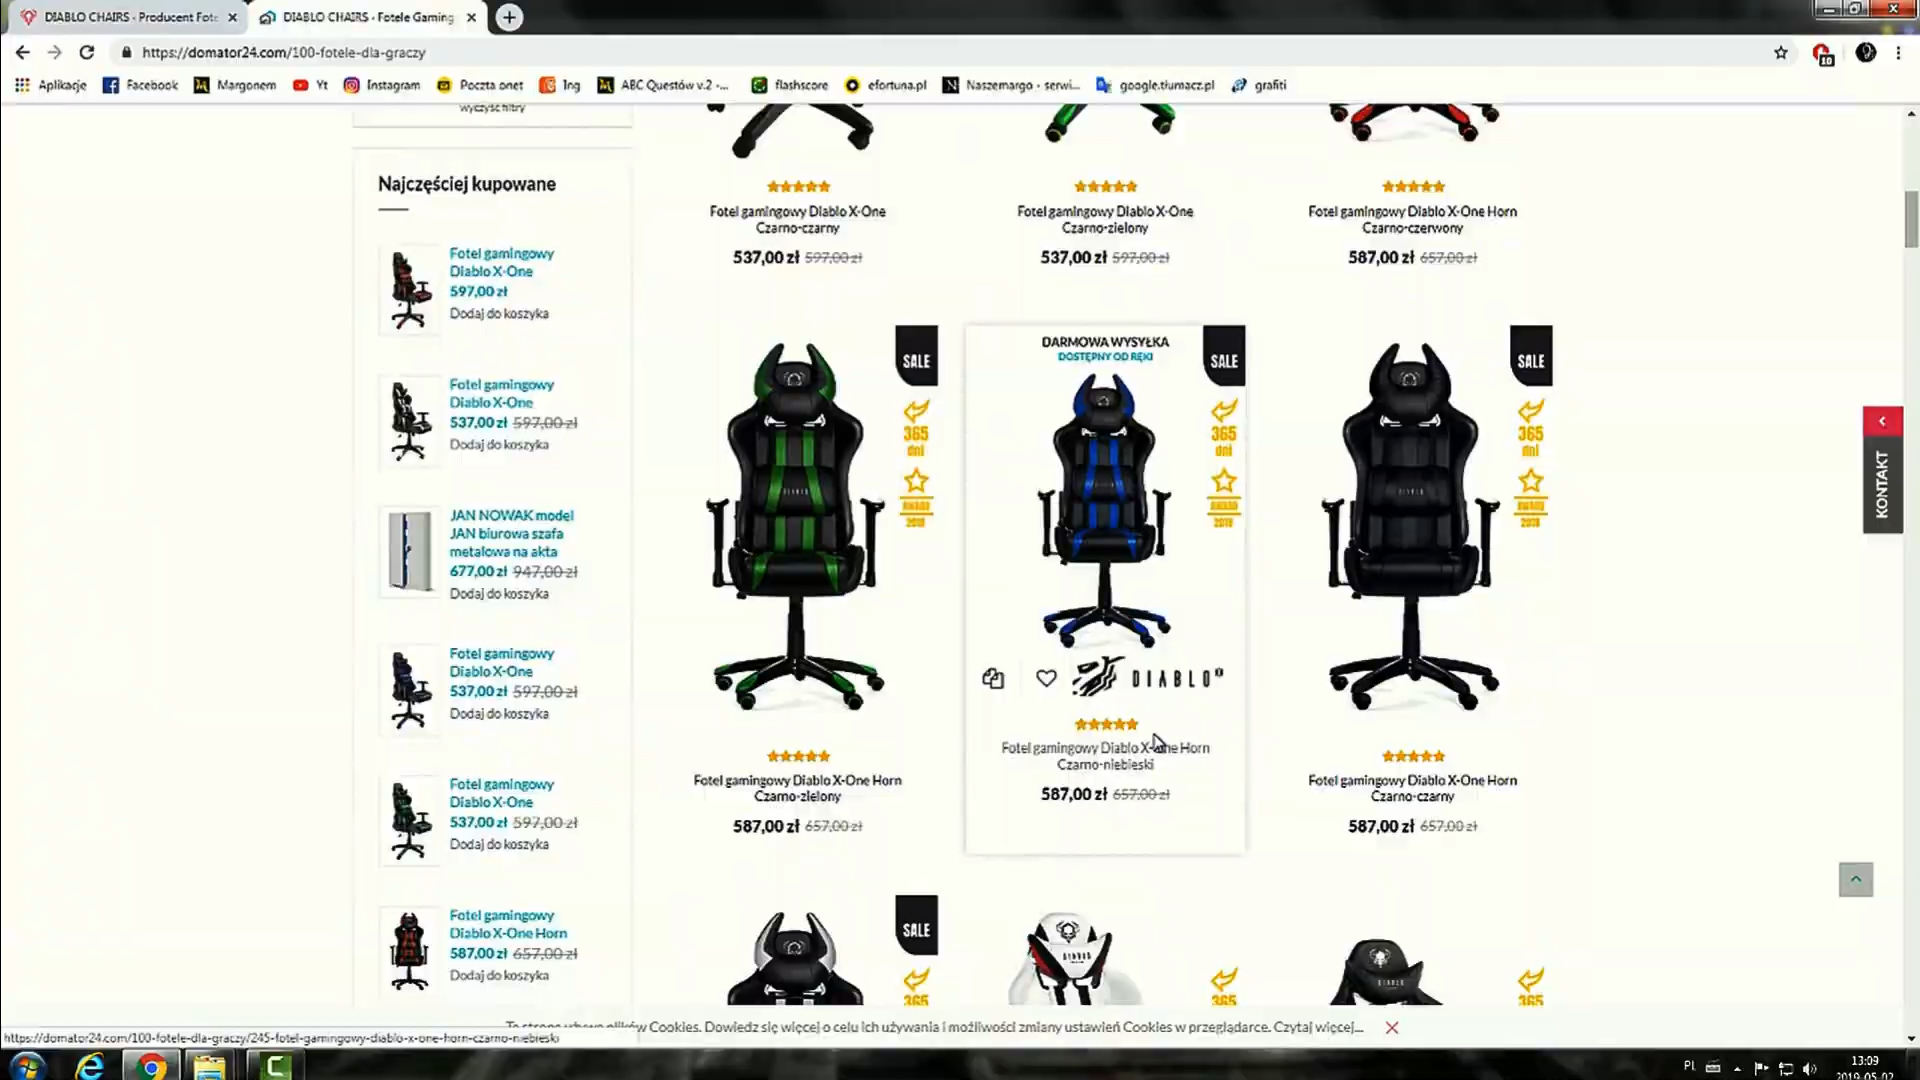 DIABLO CHAIRS - Producent Fote
DIABLO CHAIRS - Fotele Gaming
https://domator24.com/100-fotele-dla-graczy
10
Aplikacje
Facebook
Margonem
Yt
Instagram
Poczta onet
Ing
ABC Questów v.2 -...
flashscore
efortuna.pl
Naszemargo - serwi...
google.tłumacz.pl
grafiti
wyczyść filtry
Najczęściej kupowane
Fotel gamingowy
Diablo X-One
597,00 zł
Dodaj do koszyka
Fotel gamingowy
Diablo X-One
537,00 zł 597,00 zł
Dodaj do koszyka
JAN NOWAK model
JAN biurowa szafa
metalowa na akta
677,00 zł 947,00 zł
Dodaj do koszyka
Fotel gamingowy
Diablo X-One
537,00 zł 597,00 zł
Dodaj do koszyka
Fotel gamingowy
Diablo X-One
537,00 zł 597,00 zł
Dodaj do koszyka
Fotel gamingowy
Diablo X-One Horn
587,00 zł 657,00 zł
Dodaj do koszyka
Fotel gamingowy Diablo X-One
Czarno-czarny
537,00 zł 597,00 zł
Fotel gamingowy Diablo X-One
Czarno-zielony
537,00 zł 597,00 zł
Fotel gamingowy Diablo X-One Horn
Czarno-czerwony
587,00 zł 657,00 zł
SALE
365
dni
Fotel gamingowy Diablo X-One Horn
Czarno-zielony
587,00 zł 657,00 zł
DARMOWA WYSYŁKA
DOSTĘPNY OD RĘKI
SALE
365
dni
DIABLO
Fotel gamingowy Diablo X-One Horn
Czarno-niebieski
587,00 zł 657,00 zł
SALE
365
dni
Fotel gamingowy Diablo X-One Horn
Czarno-czarny
587,00 zł 657,00 zł
SALE
365
365
365
KONTAKT
Cookies. Dowiedz się więcej o celu ich używania i możliwości zmiany ustawień Cookies w przeglądarce. Czytaj więcej...
https://domator24.com/100-fotele-dla-graczy/245-fotel-gamingowy-diablo-x-one-horn-czarno-niebieski
PL
13:09
2019-05-02